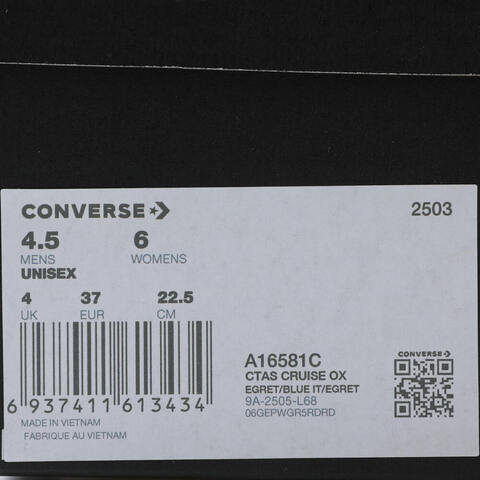 CONVERSE
2503
4.5 6
MENS WOMENS
UNISEX
4 37 22.5
UK EUR CM
6 937411 613434
MADE IN VIETNAM
FABRIQUE AU VIETNAM
A16581C
CTAS CRUISE OX
EGRET/BLUE IT/EGRET
9A-2505-L68
06GEPWGR5RDRD
CONVERSE